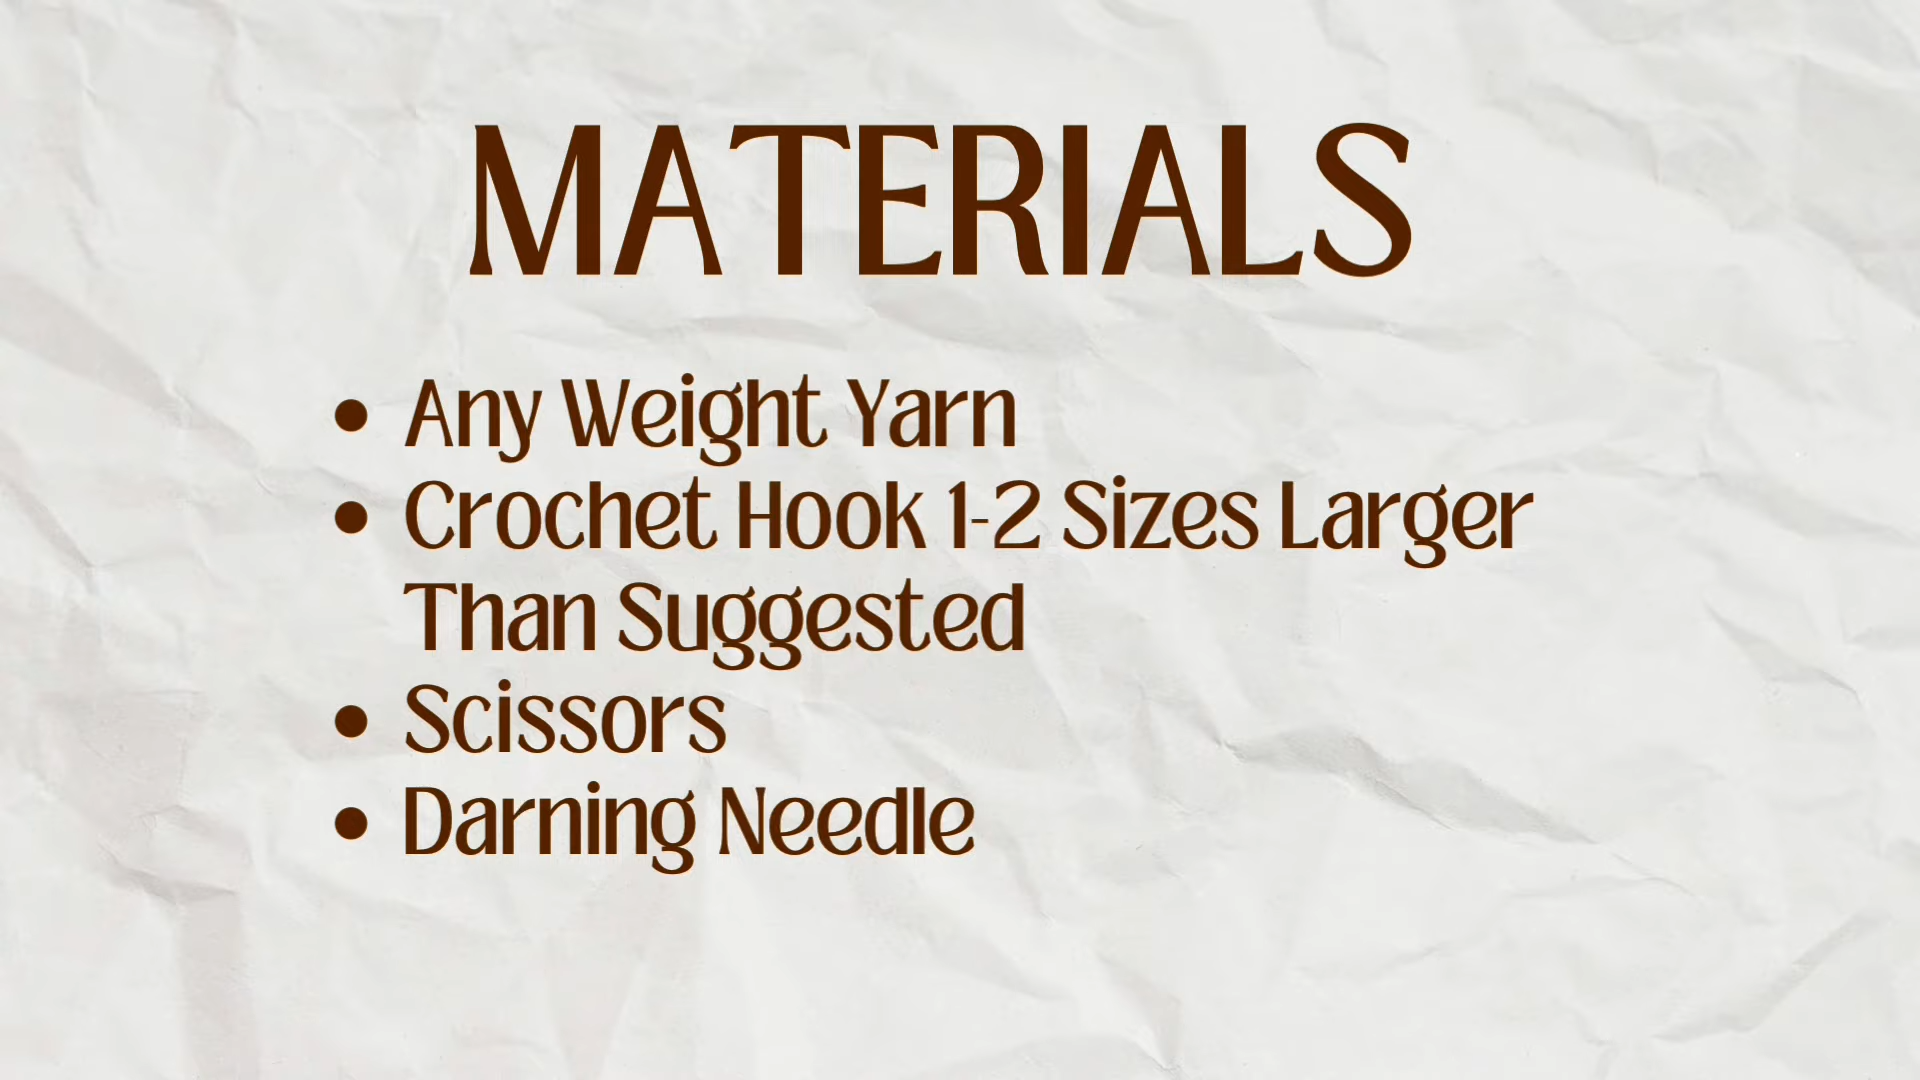 MATERIALS
• Any Weight Yarn
• Crochet Hook 1-2 Sizes Larger
Than Suggested
• Scissors
• Darning Needle